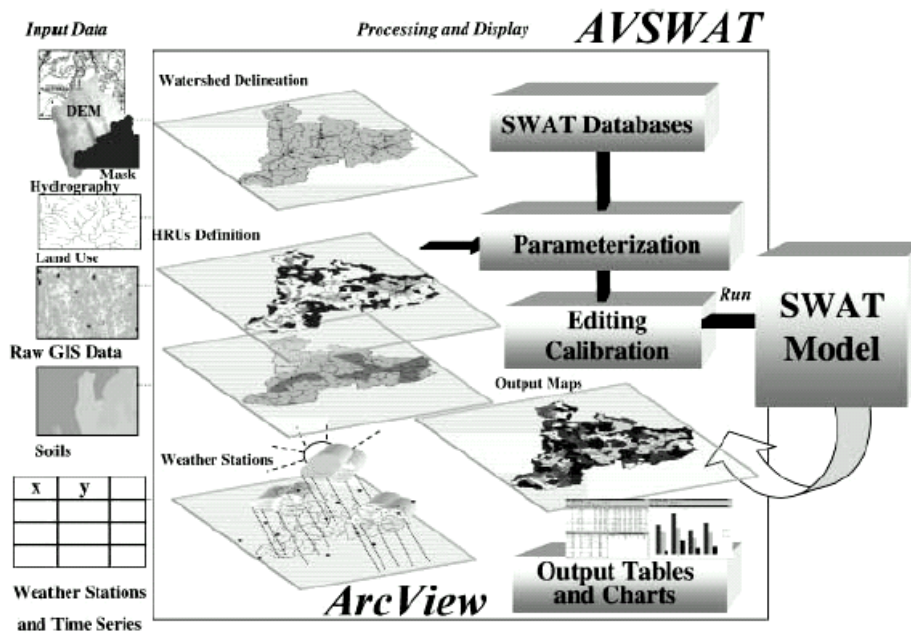 Input Data
Processing and Display
AVSWAT
Watershed Delineation
DEM
Mask
SWAT Databases
Hydrography
HRUs Definition
Parameterization
Land Use
Run
SWAT
Model
Editing
Calibration
Raw GIS Data
Output Maps
Soils
Weather Stations
x y
Output Tables
and Charts
ArcView
Weather Stations
and Time Series